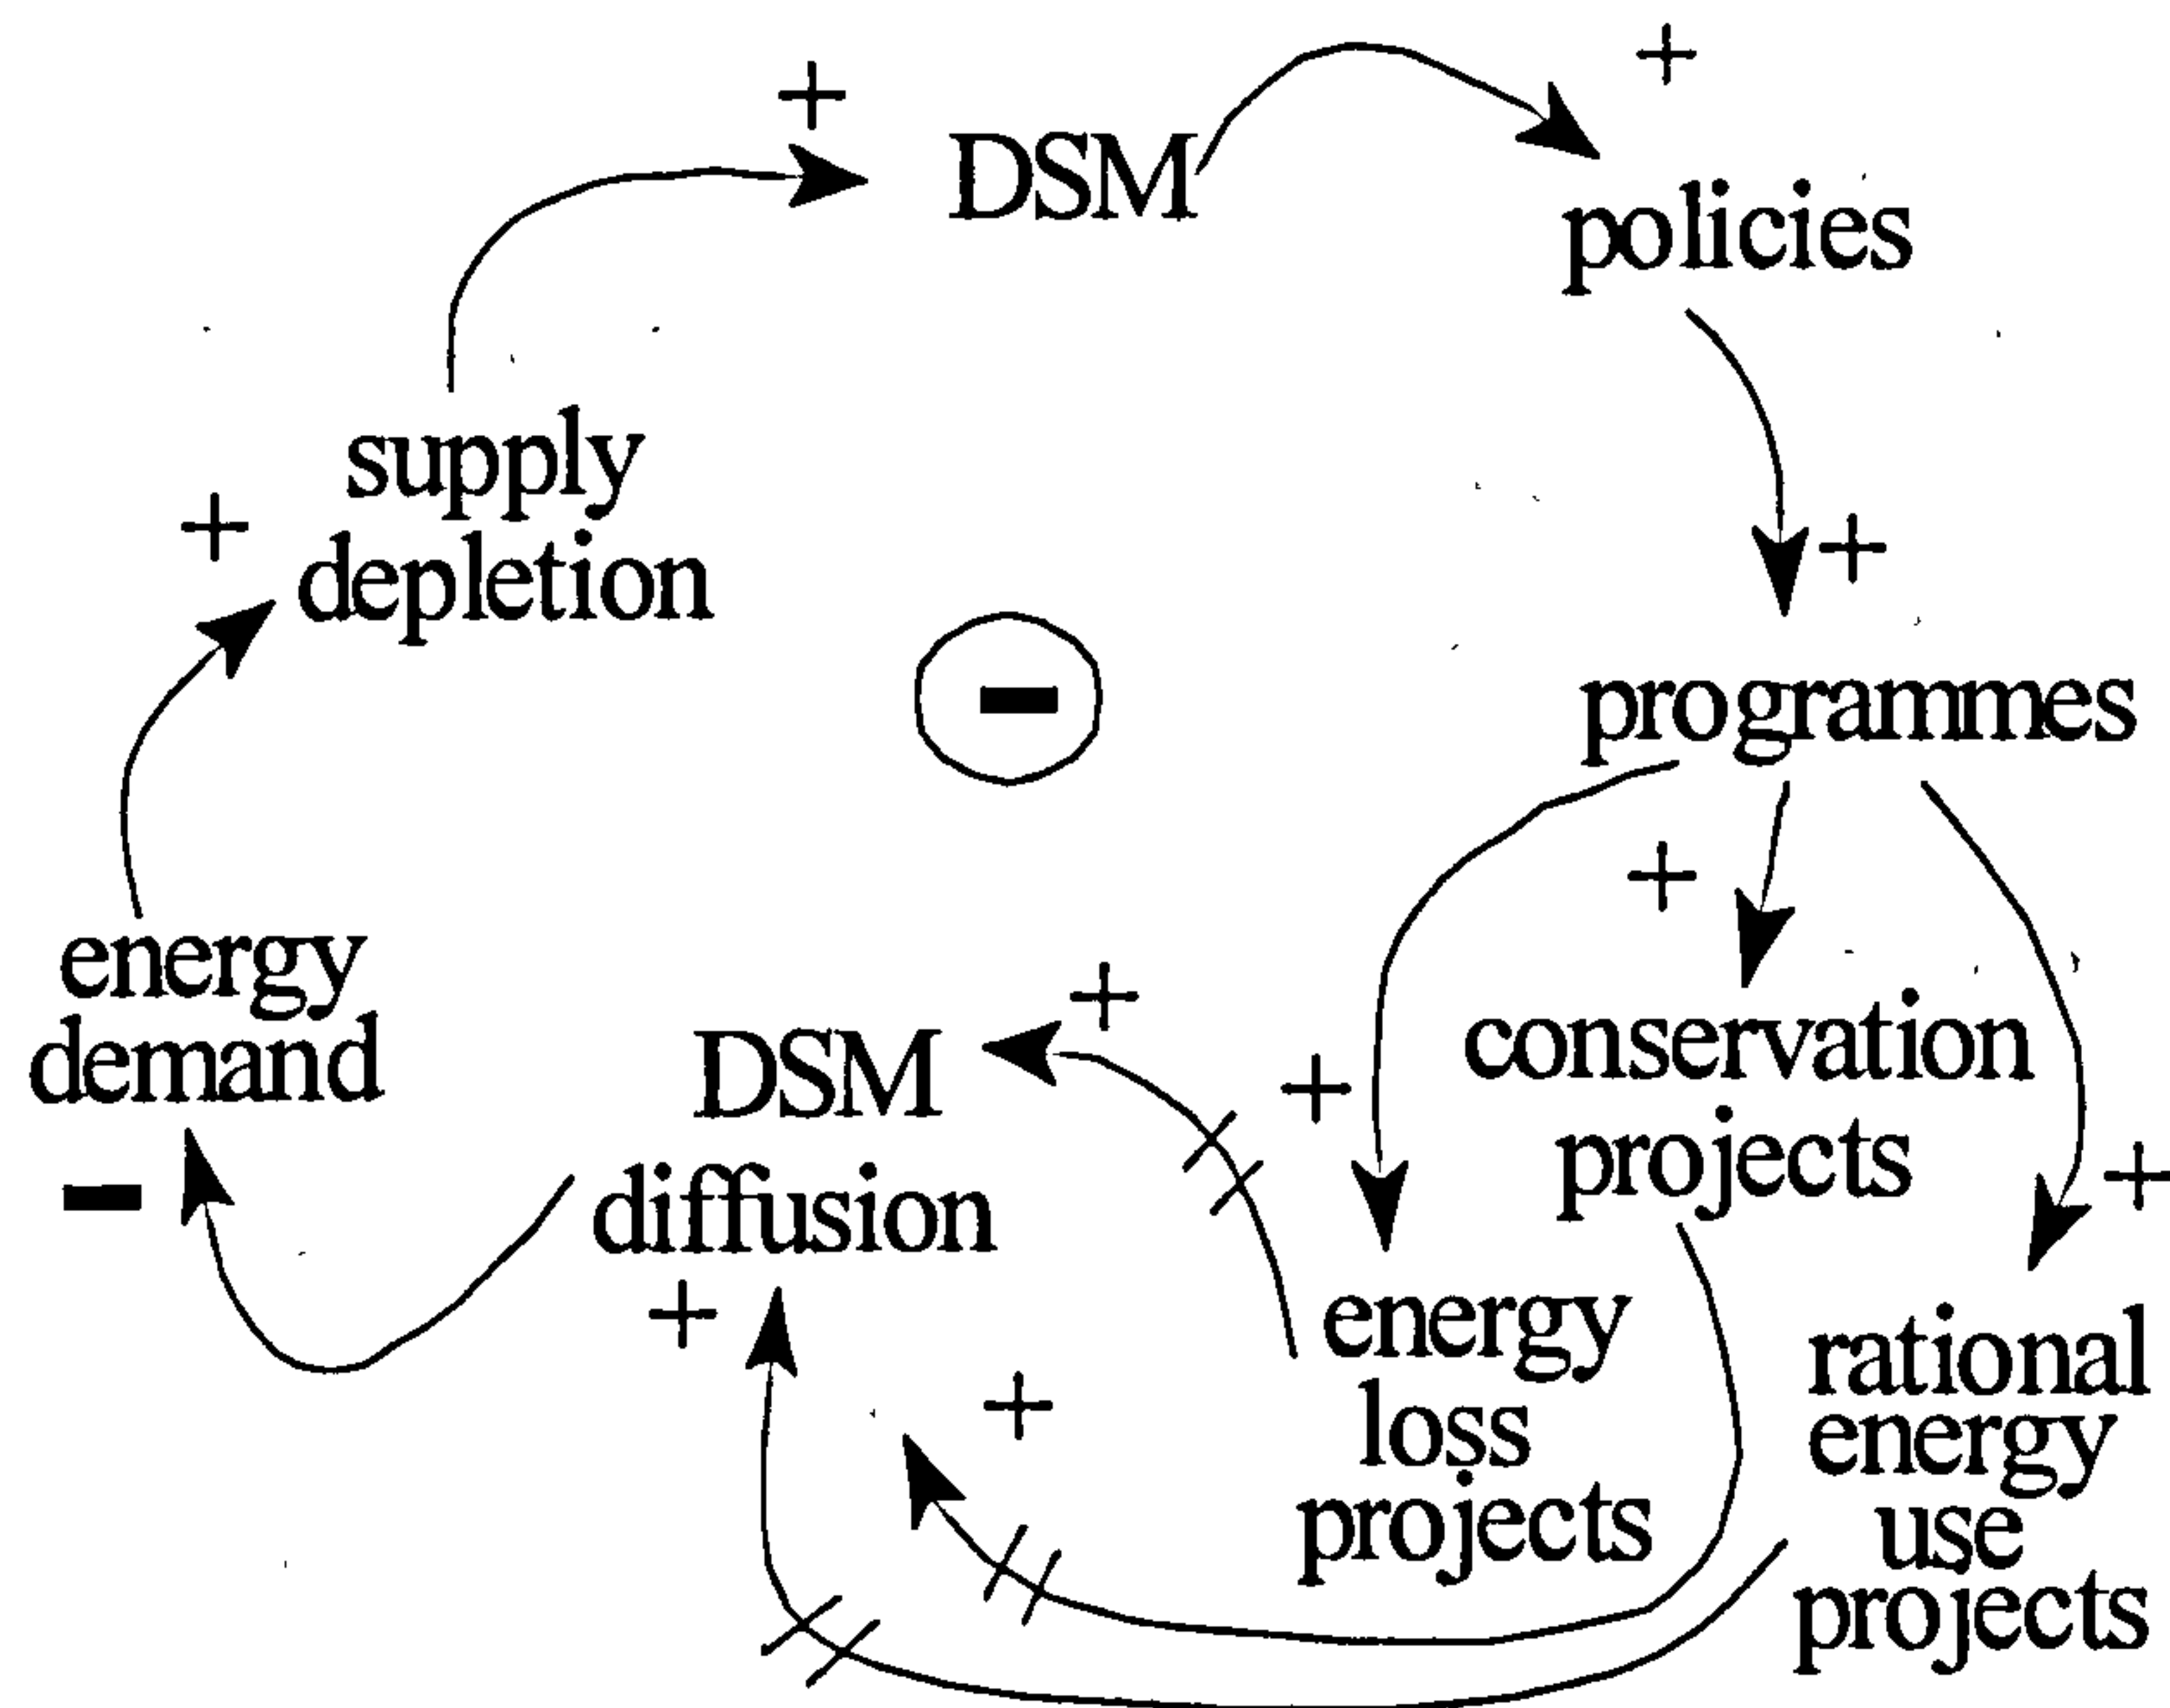 +
+
DSM
policies
supply
depletion
+
+
-
programmes
+
energy
demand
+
conservation
projects
DSM
diffusion
+
+
-
+
energy
loss
projects
rational
energy
use
projects
+